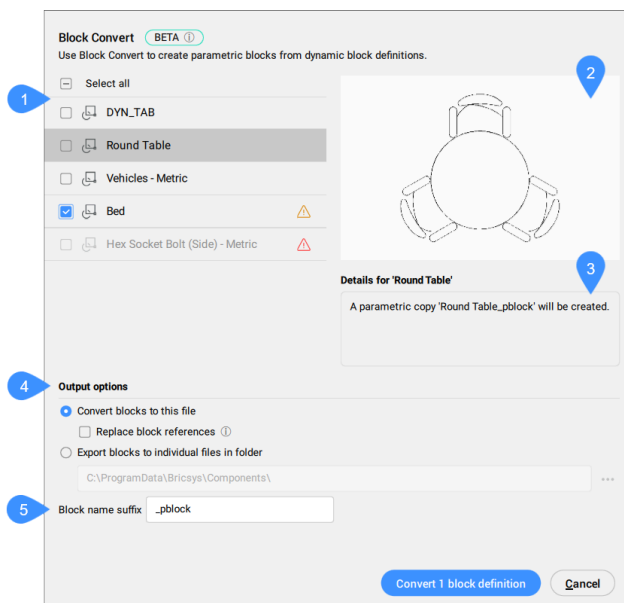 Block Convert BETA
Use Block Convert to create parametric blocks from dynamic block definitions.
Select all
1
2
DYN_TAB
Round Table
Vehicles - Metric
Bed
Hex Socket Bolt (Side) - Metric
3
Details for 'Round Table'
A parametric copy 'Round Table_pblock' will be created.
4
Output options
Convert blocks to this file
Replace block references
Export blocks to individual files in folder
C:\ProgramData\Bricsys\Components\
...
5
Block name suffix _pblock
Convert 1 block definition Cancel